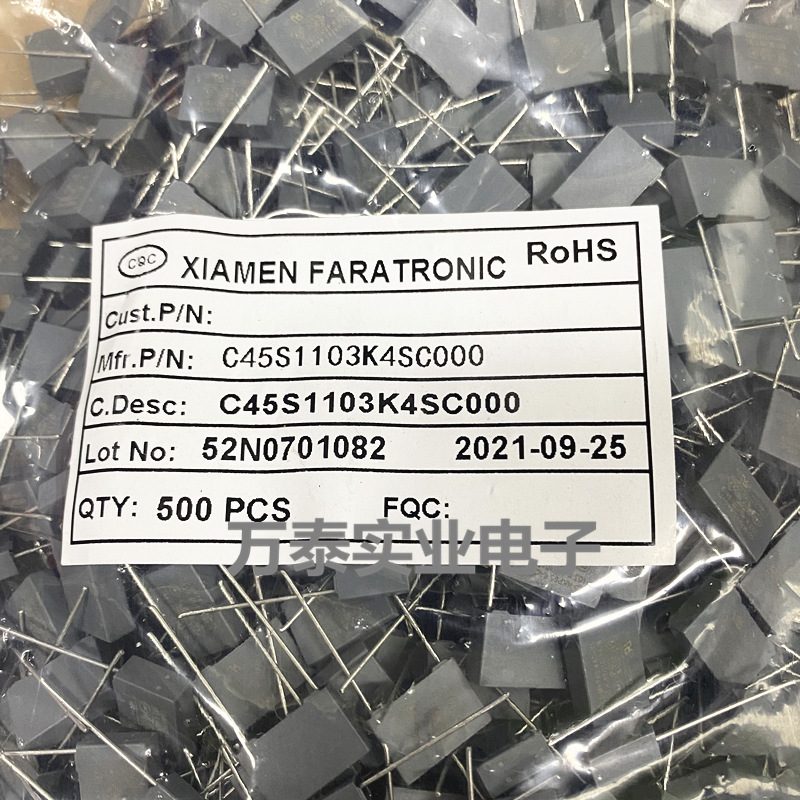 CQC XIAMEN FARATRONIC RoHS
Cust.P/N:
Mfr.P/N: C45S1103K4SC000
C.Desc: C45S1103K4SC000
Lot No: 52N0701082 2021-09-25
QTY: 500 PCS FQC:
万泰实业电子